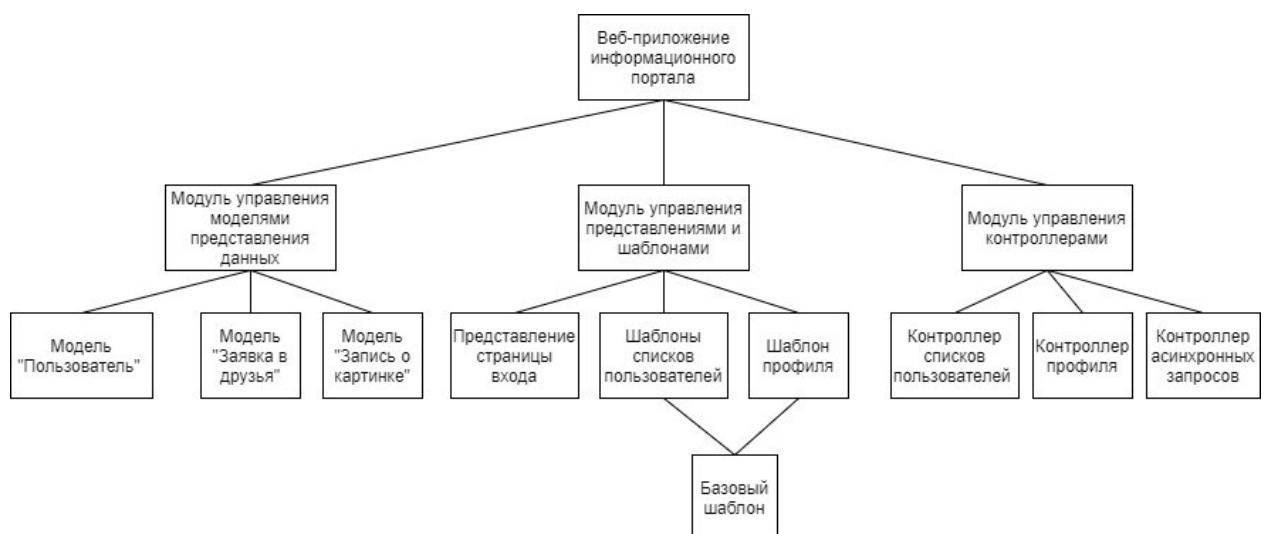 Веб-приложение
информационного
портала
Модуль управления
моделями
представления
данных
Модуль управления
представлениями и
шаблонами
Модуль управления
контроллерами
Модель
"Пользователь"
Модель
"Заявка в
друзья"
Модель
"Запись о
картинке"
Представление
страницы
входа
Шаблоны
списков
пользователей
Шаблон
профиля
Контроллер
списков
пользователей
Контроллер
профиля
Контроллер
асинхронных
запросов
Базовый
шаблон